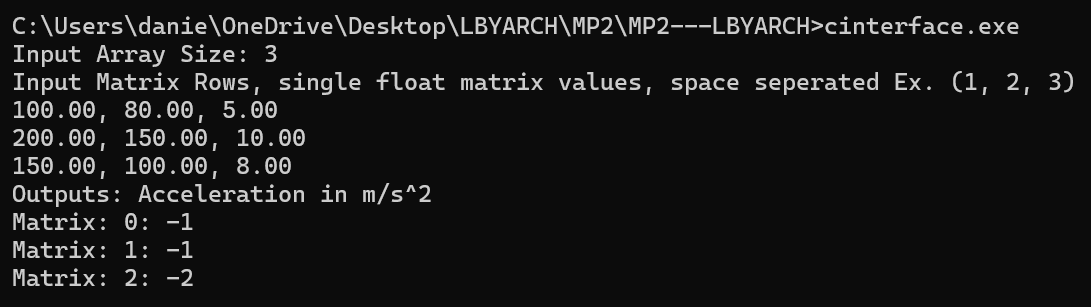 C:\Users\danie\OneDrive\Desktop\LBYARCH\MP2\MP2---LBYARCH>cinterface.exe
Input Array Size: 3
Input Matrix Rows, single float matrix values, space seperated Ex. (1, 2, 3)
100.00, 80.00, 5.00
200.00, 150.00, 10.00
150.00, 100.00, 8.00
Outputs: Acceleration in m/s^2
Matrix: 0: -1
Matrix: 1: -1
Matrix: 2: -2